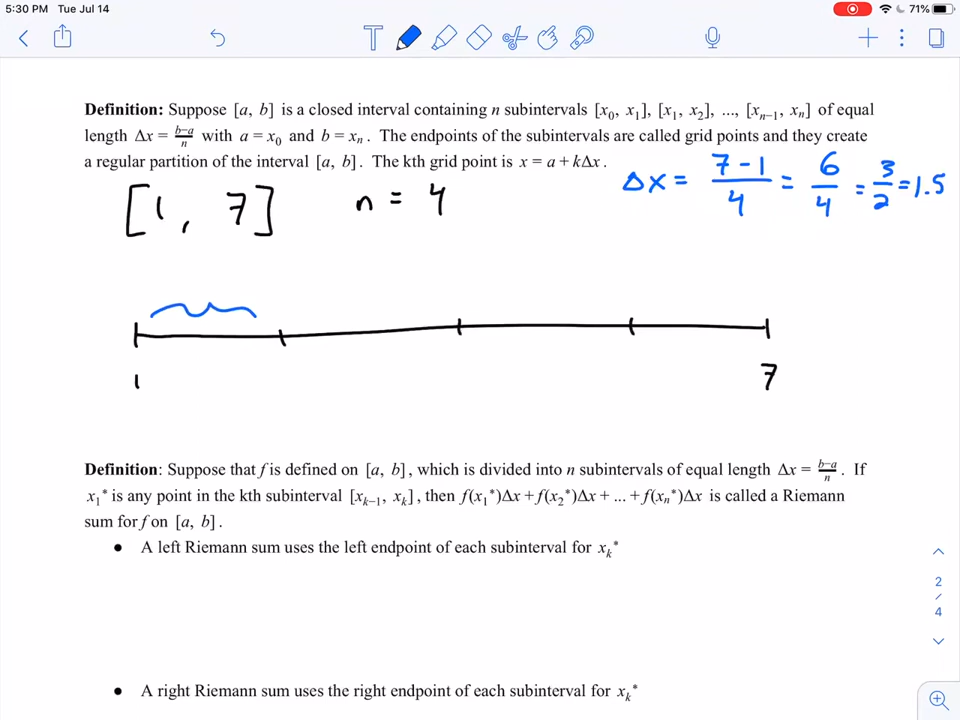 5:30 PM Tue Jul 14
71%
Definition: Suppose [a, b] is a closed interval containing n subintervals [x₀, x₁], [x₁, x₂], ..., [xₙ₋₁, xₙ] of equal
length Δx = (b−a)/n with a = x₀ and b = xₙ. The endpoints of the subintervals are called grid points and they create
a regular partition of the interval [a, b]. The kth grid point is x = a + kΔx.
Δx = (7 - 1)/4 = 6/4 = 3/2 = 1.5
[1, 7] n = 4
1 7
Definition: Suppose that f is defined on [a, b], which is divided into n subintervals of equal length Δx = (b−a)/n. If
x₁* is any point in the kth subinterval [xₖ₋₁, xₖ], then f(x₁*)Δx + f(x₂*)Δx + ... + f(xₙ*)Δx is called a Riemann
sum for f on [a, b].
● A left Riemann sum uses the left endpoint of each subinterval for xₖ*
2
/
4
● A right Riemann sum uses the right endpoint of each subinterval for xₖ*